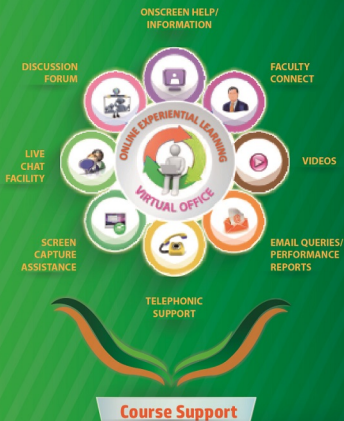 ONSCREEN HELP/
INFORMATION
DISCUSSION
FORUM
FACULTY
CONNECT
ONLINE EXPERIENTIAL LEARNING
VIRTUAL OFFICE
LIVE
CHAT
FACILITY
VIDEOS
SCREEN
CAPTURE
ASSISTANCE
EMAIL QUERIES/
PERFORMANCE
REPORTS
TELEPHONIC
SUPPORT
Course Support